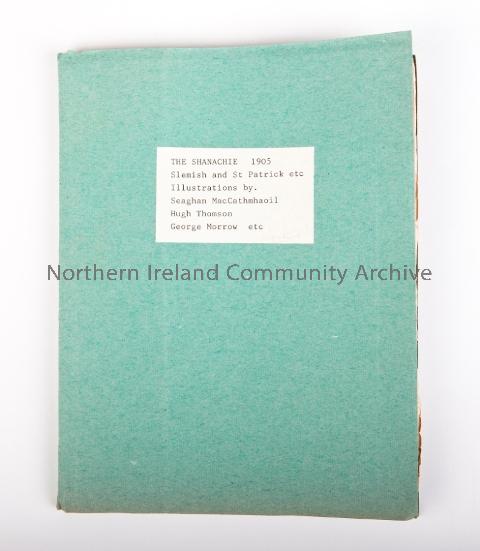 THE SHANACHIE 1905
Slemish and St Patrick etc
Illustrations by.
Seaghan MacCathmhaoil
Hugh Thomson
George Morrow etc
Northern Ireland Community Archive